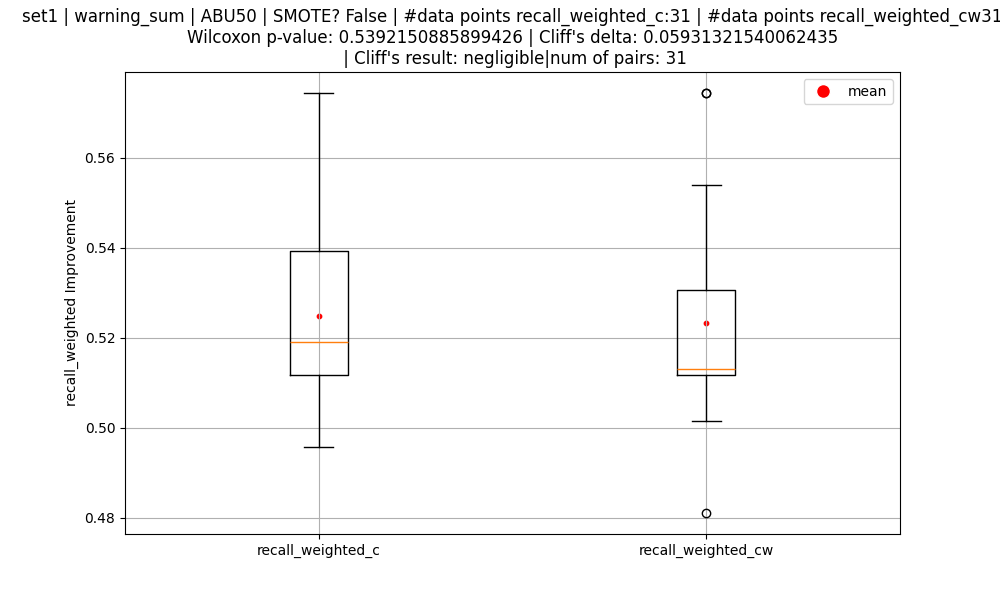 set1 | warning_sum | ABU50 | SMOTE? False | #data points recall_weighted_c:31 | #data points recall_weighted_cw31
Wilcoxon p-value: 0.5392150885899426 | Cliff's delta: 0.05931321540062435
| Cliff's result: negligible|num of pairs: 31
mean
recall_weighted Improvement
0.56
0.54
0.52
0.50
0.48
recall_weighted_c
recall_weighted_cw